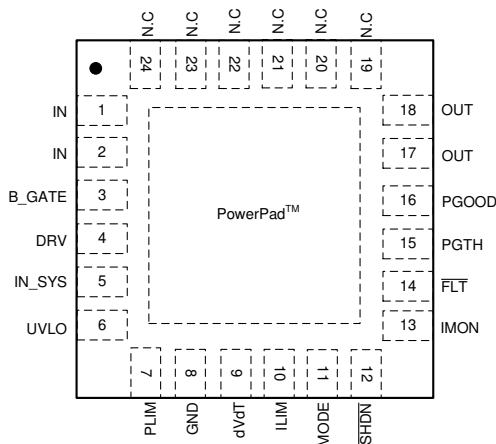 N.C N.C N.C N.C N.C N.C
24 23 22 21 20 19
IN 1 18 OUT
IN 2 17 OUT
B_GATE 3 16 PGOOD
PowerPad™
DRV 4 15 PGTH
IN_SYS 5 14 F̅L̅T̅
UVLO 6 13 IMON
7 8 9 10 11 12
PLIM GND dVdT ILIM MODE S̅H̅D̅N̅